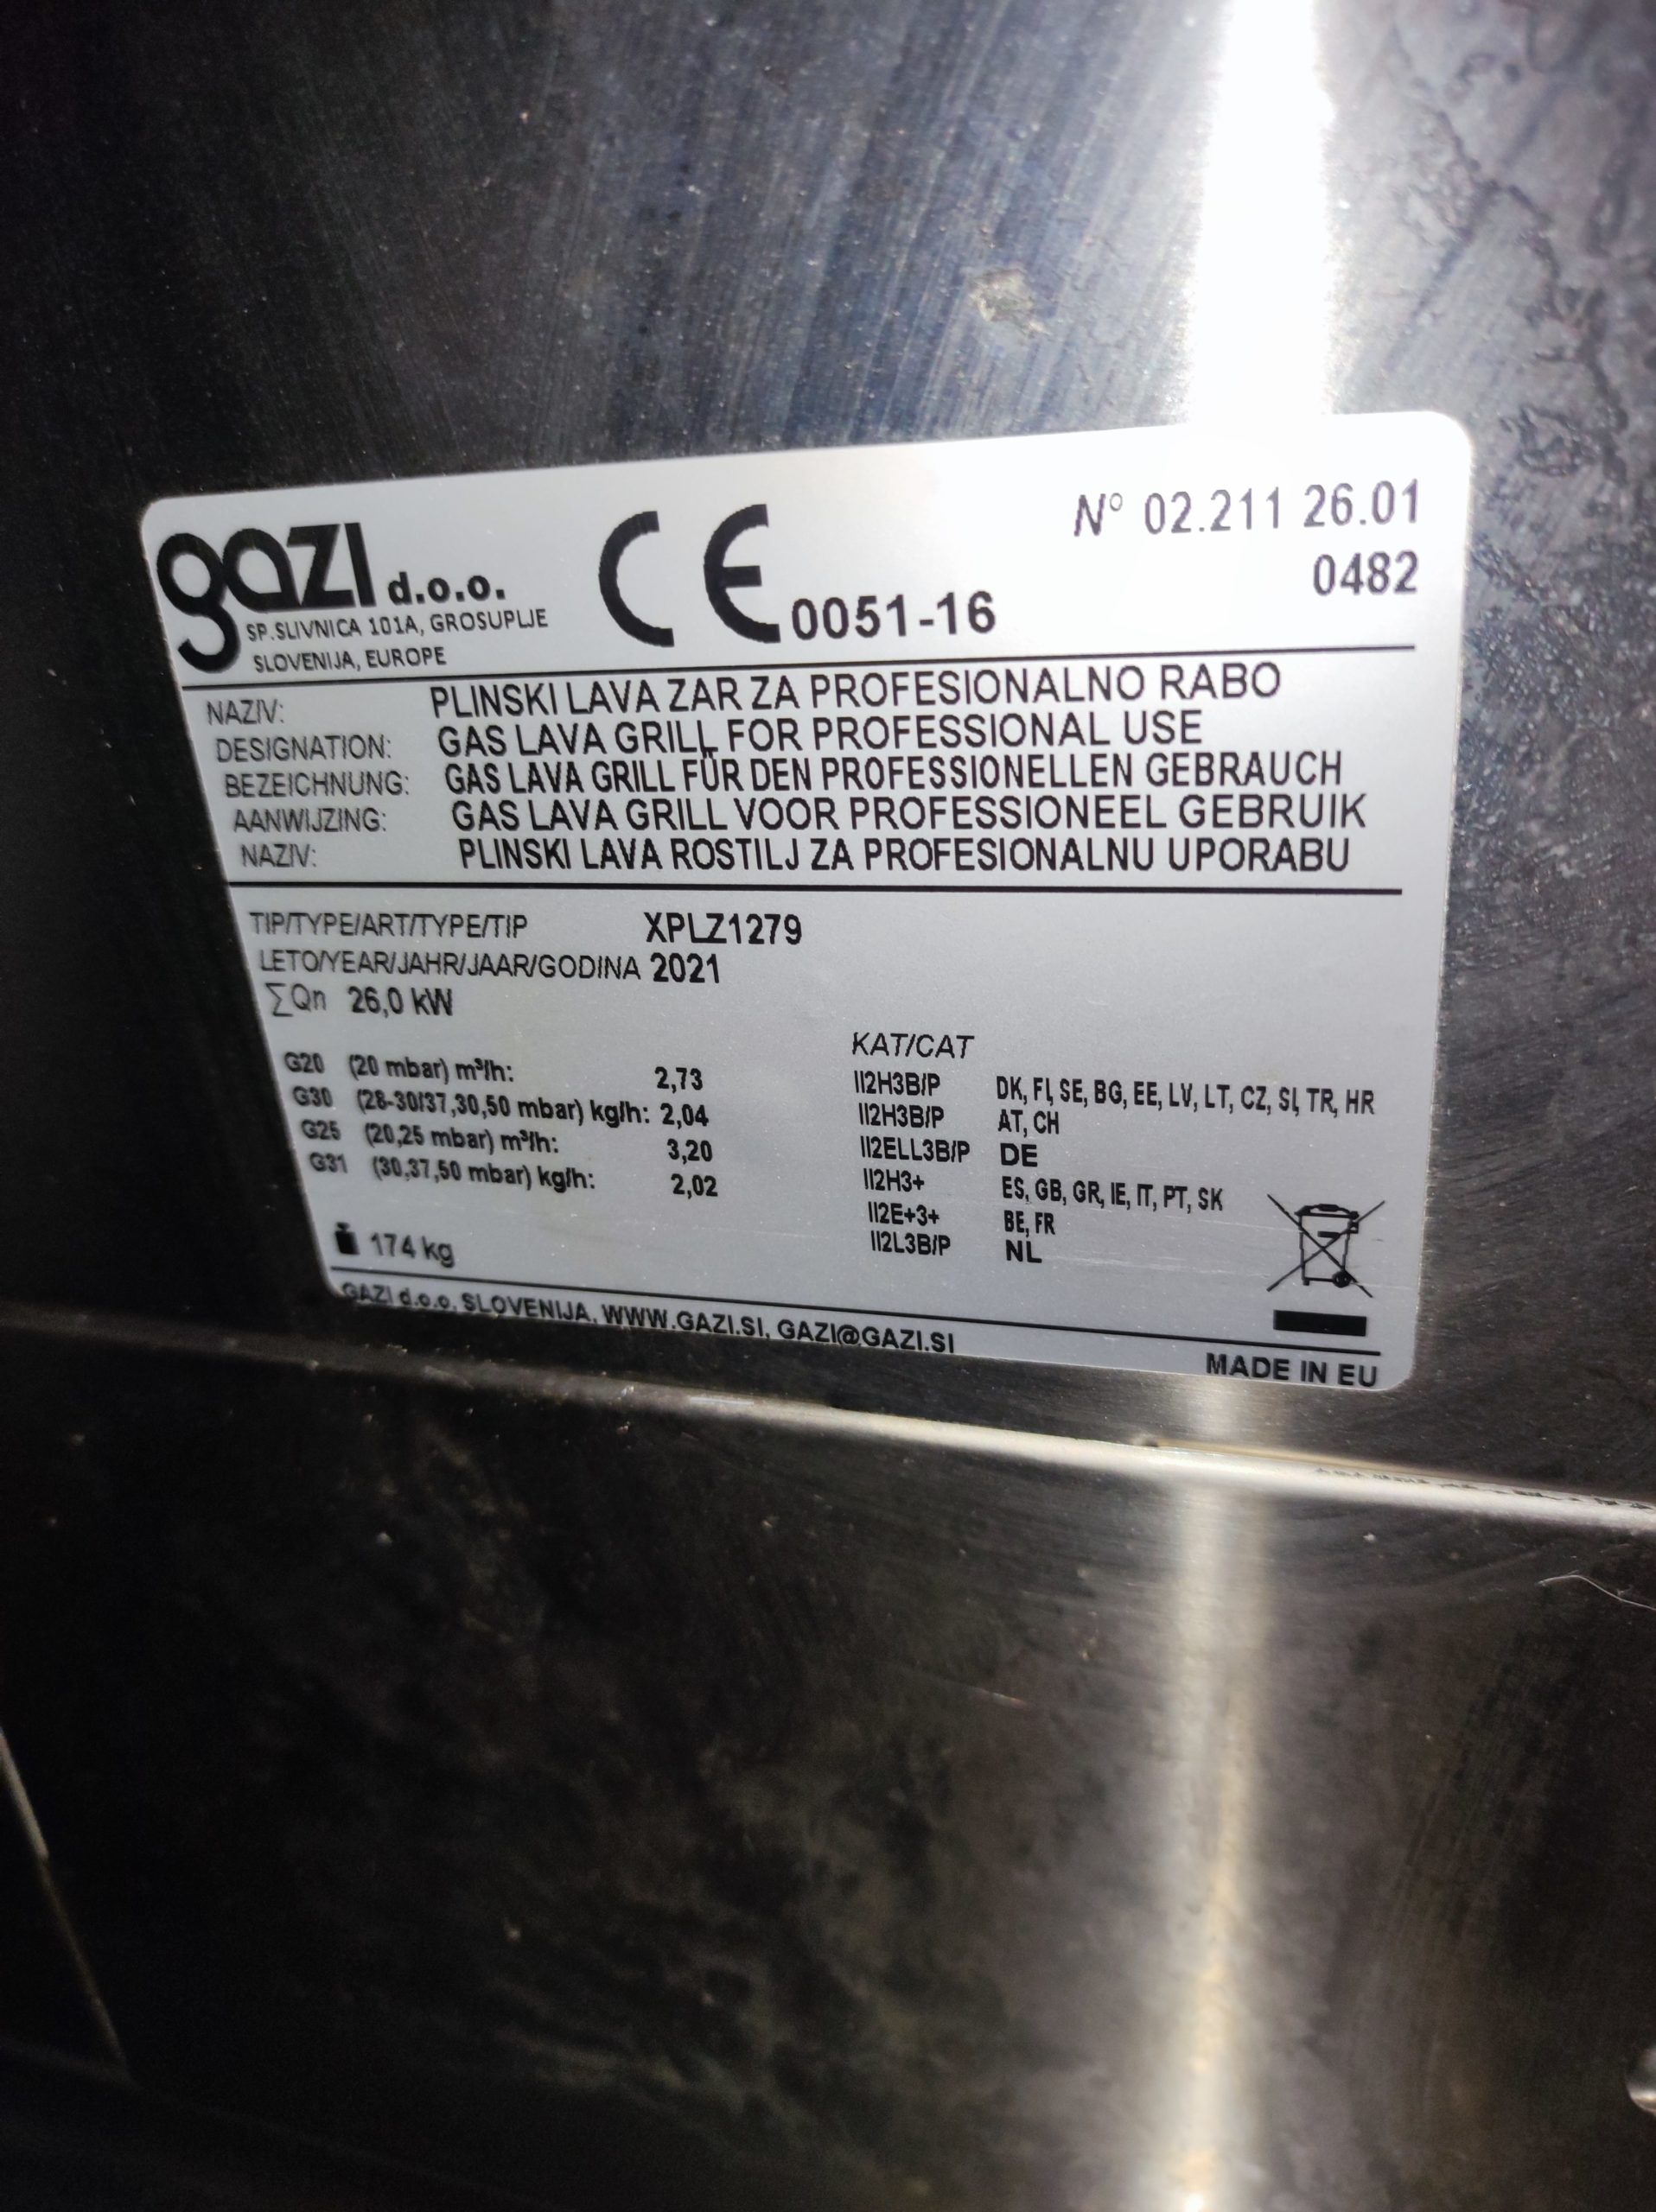 gazi d.o.o.
SP.SLIVNICA 101A, GROSUPLJE
SLOVENIJA, EUROPE
CE 0051-16
N° 02.211 26.01
0482
NAZIV: PLINSKI LAVA ZAR ZA PROFESIONALNO RABO
DESIGNATION: GAS LAVA GRILL FOR PROFESSIONAL USE
BEZEICHNUNG: GAS LAVA GRILL FÜR DEN PROFESSIONELLEN GEBRAUCH
AANWIJZING: GAS LAVA GRILL VOOR PROFESSIONEEL GEBRUIK
NAZIV: PLINSKI LAVA ROSTILJ ZA PROFESIONALNU UPORABU
TIP/TYPE/ART/TYPE/TIP XPLZ1279
LETO/YEAR/JAHR/JAAR/GODINA 2021
∑Qn 26,0 kW
G20 (20 mbar) m³/h: 2,73
G30 (28-30/37,30,50 mbar) kg/h: 2,04
G25 (20,25 mbar) m³/h: 3,20
G31 (30,37,50 mbar) kg/h: 2,02
174 kg
KAT/CAT
II2H3B/P DK, FI, SE, BG, EE, LV, LT, CZ, SI, TR, HR
II2H3B/P AT, CH
II2ELL3B/P DE
II2H3+ ES, GB, GR, IE, IT, PT, SK
II2E+3+ BE, FR
II2L3B/P NL
GAZI d.o.o. SLOVENIJA, WWW.GAZI.SI, GAZI@GAZI.SI
MADE IN EU